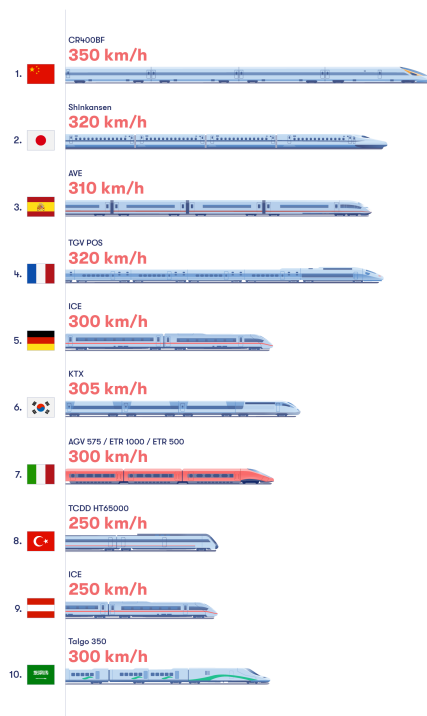 CR400BF
350 km/h
1.
Shinkansen
320 km/h
2.
AVE
310 km/h
3.
TGV POS
320 km/h
4.
ICE
300 km/h
5.
KTX
305 km/h
6.
AGV 575 / ETR 1000 / ETR 500
300 km/h
7.
TCDD HT65000
250 km/h
8.
ICE
250 km/h
9.
Talgo 350
300 km/h
10.